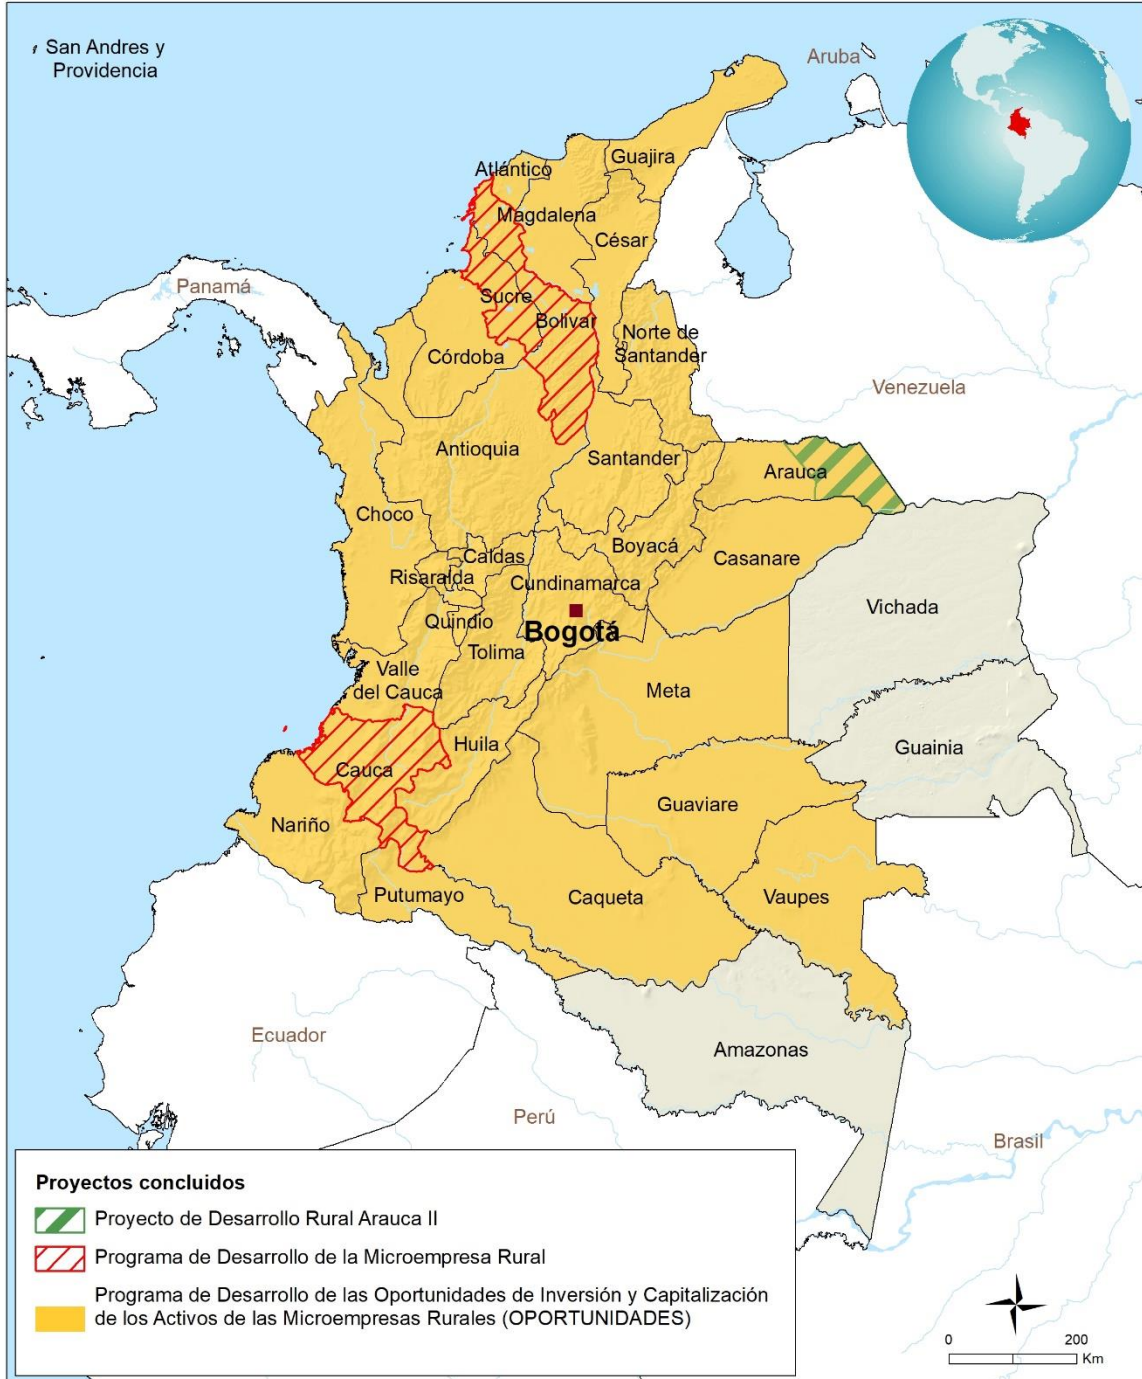 San Andres y
Providencia
Aruba
Guajira
Atlántico
Magdalena
César
Panamá
Sucre
Bolivar
Norte de
Santander
Córdoba
Venezuela
Antioquia
Santander
Arauca
Choco
Boyacá
Caldas
Casanare
Risaralda
Cundinamarca
Vichada
Quindio
Bogotá
Tolima
Valle
del Cauca
Meta
Huila
Guainia
Cauca
Guaviare
Nariño
Putumayo
Caqueta
Vaupes
Ecuador
Amazonas
Perú
Brasil
Proyectos concluidos
Proyecto de Desarrollo Rural Arauca II
Programa de Desarrollo de la Microempresa Rural
Programa de Desarrollo de las Oportunidades de Inversión y Capitalización
de los Activos de las Microempresas Rurales (OPORTUNIDADES)
0 200
Km